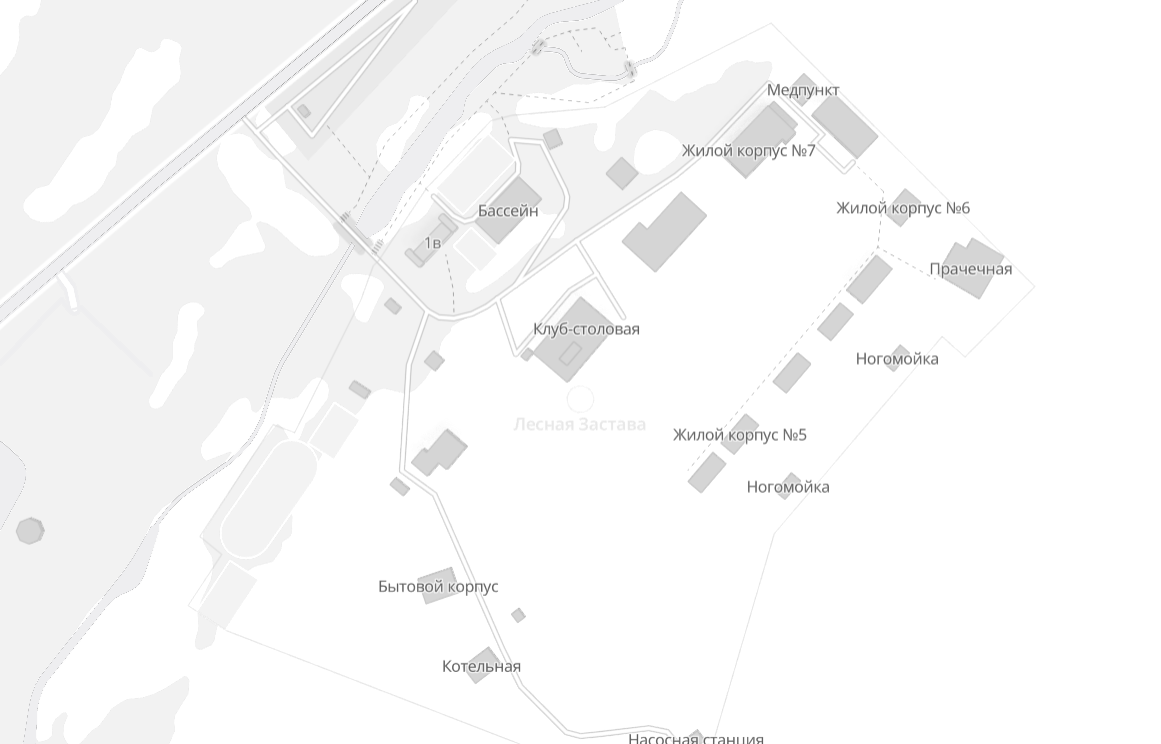 Медпункт
Жилой корпус №7
Жилой корпус №6
Бассейн
1в
Прачечная
Клуб-столовая
Ногомойка
Лесная Застава
Жилой корпус №5
Ногомойка
Бытовой корпус
Котельная
Насосная станция